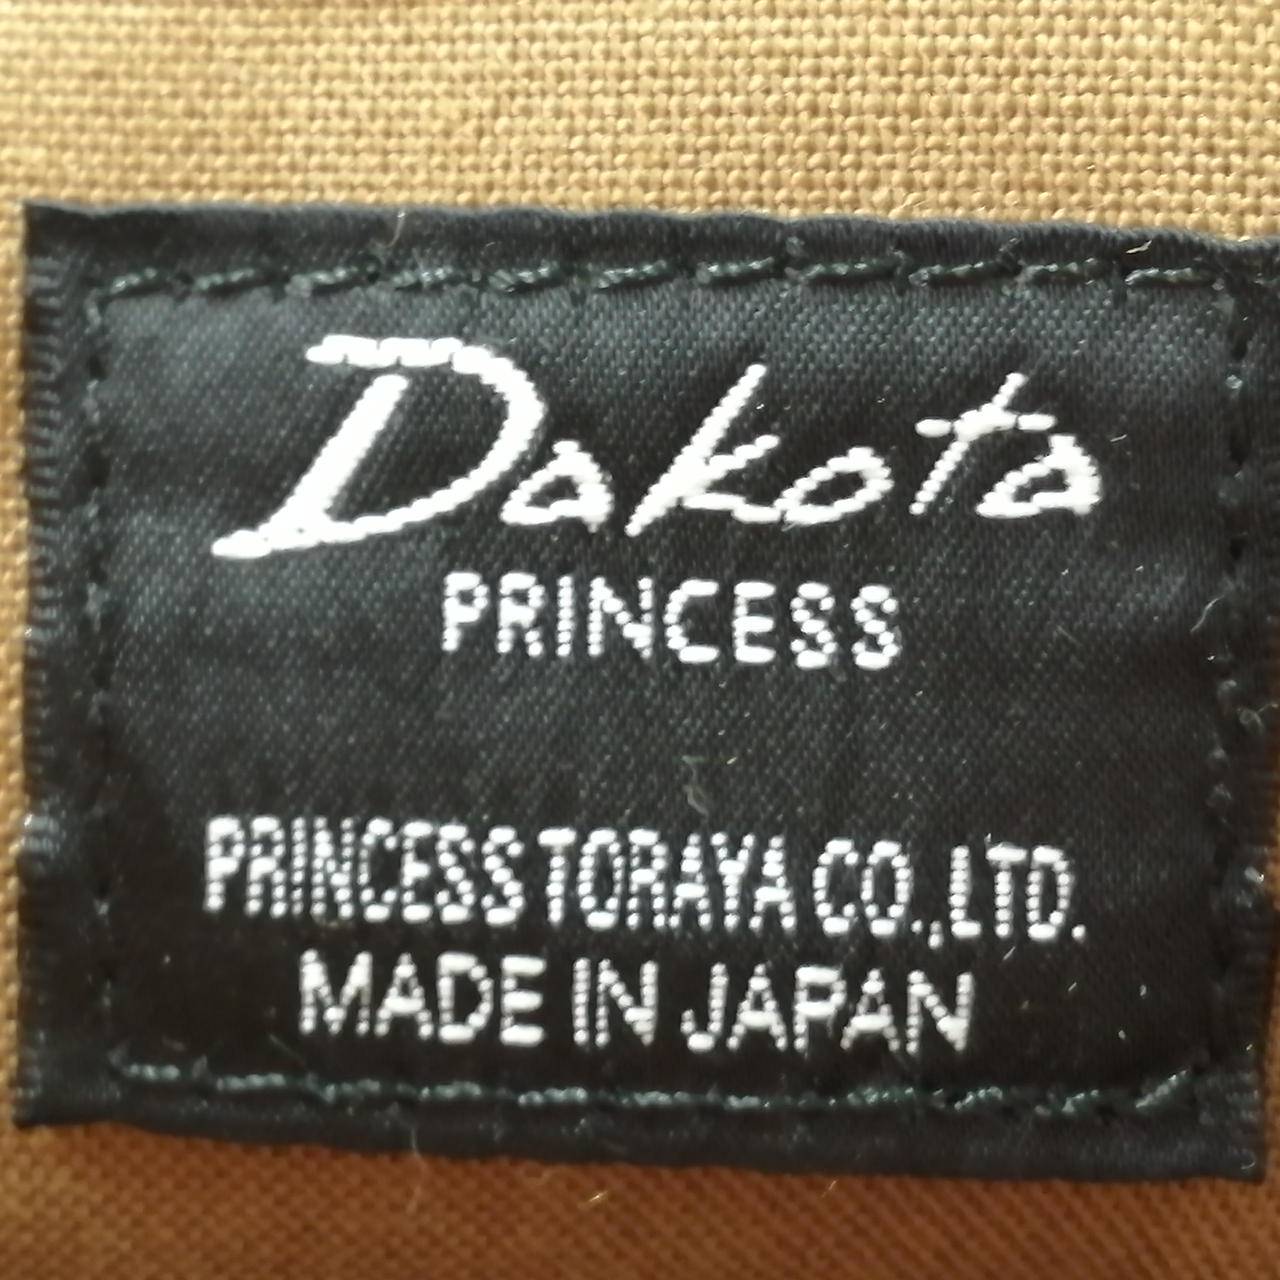 Dakota
PRINCESS
PRINCESS TORAYA CO.,LTD.
MADE IN JAPAN